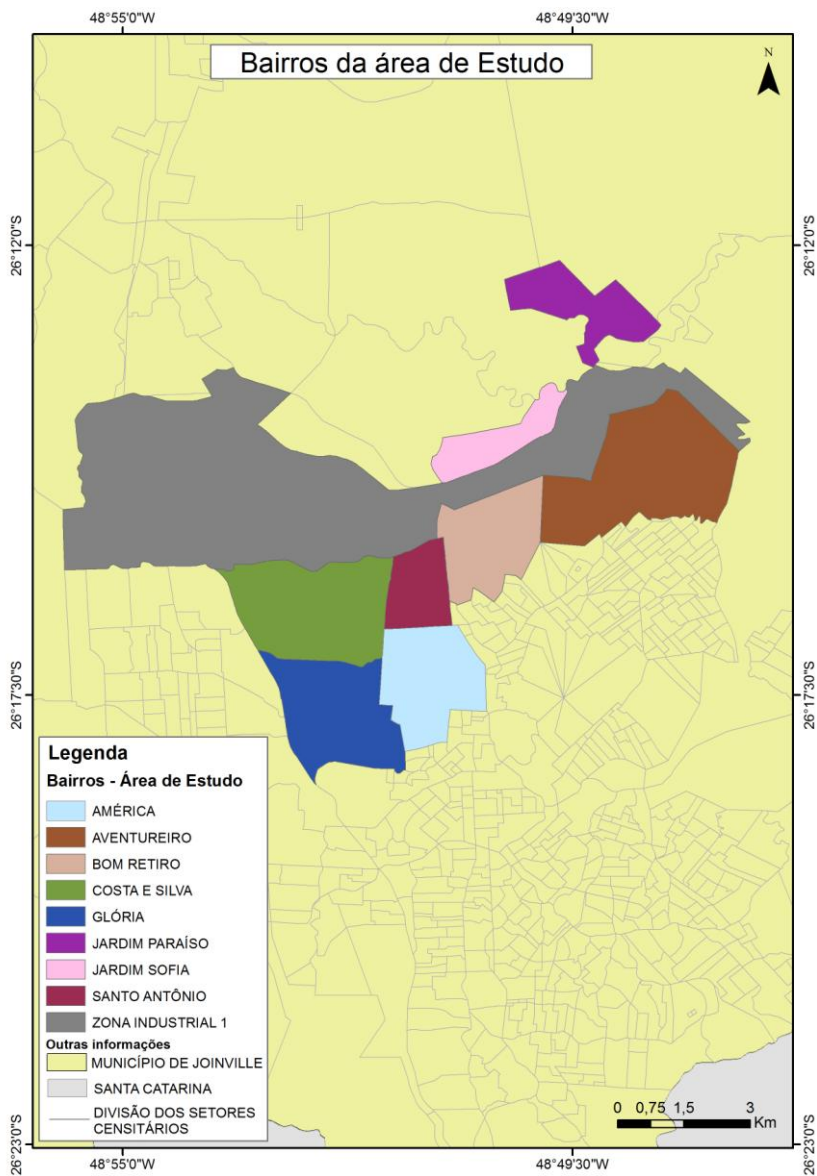 48°55'0"W
48°49'30"W
Bairros da área de Estudo
N
26°12'0"S
26°12'0"S
26°17'30"S
26°17'30"S
Legenda
Bairros - Área de Estudo
AMÉRICA
AVENTUREIRO
BOM RETIRO
COSTA E SILVA
GLÓRIA
JARDIM PARAÍSO
JARDIM SOFIA
SANTO ANTÔNIO
ZONA INDUSTRIAL 1
Outras informações
MUNICÍPIO DE JOINVILLE
SANTA CATARINA
DIVISÃO DOS SETORES
CENSITÁRIOS
0 0,75 1,5 3
Km
26°23'0"S
26°23'0"S
48°55'0"W
48°49'30"W